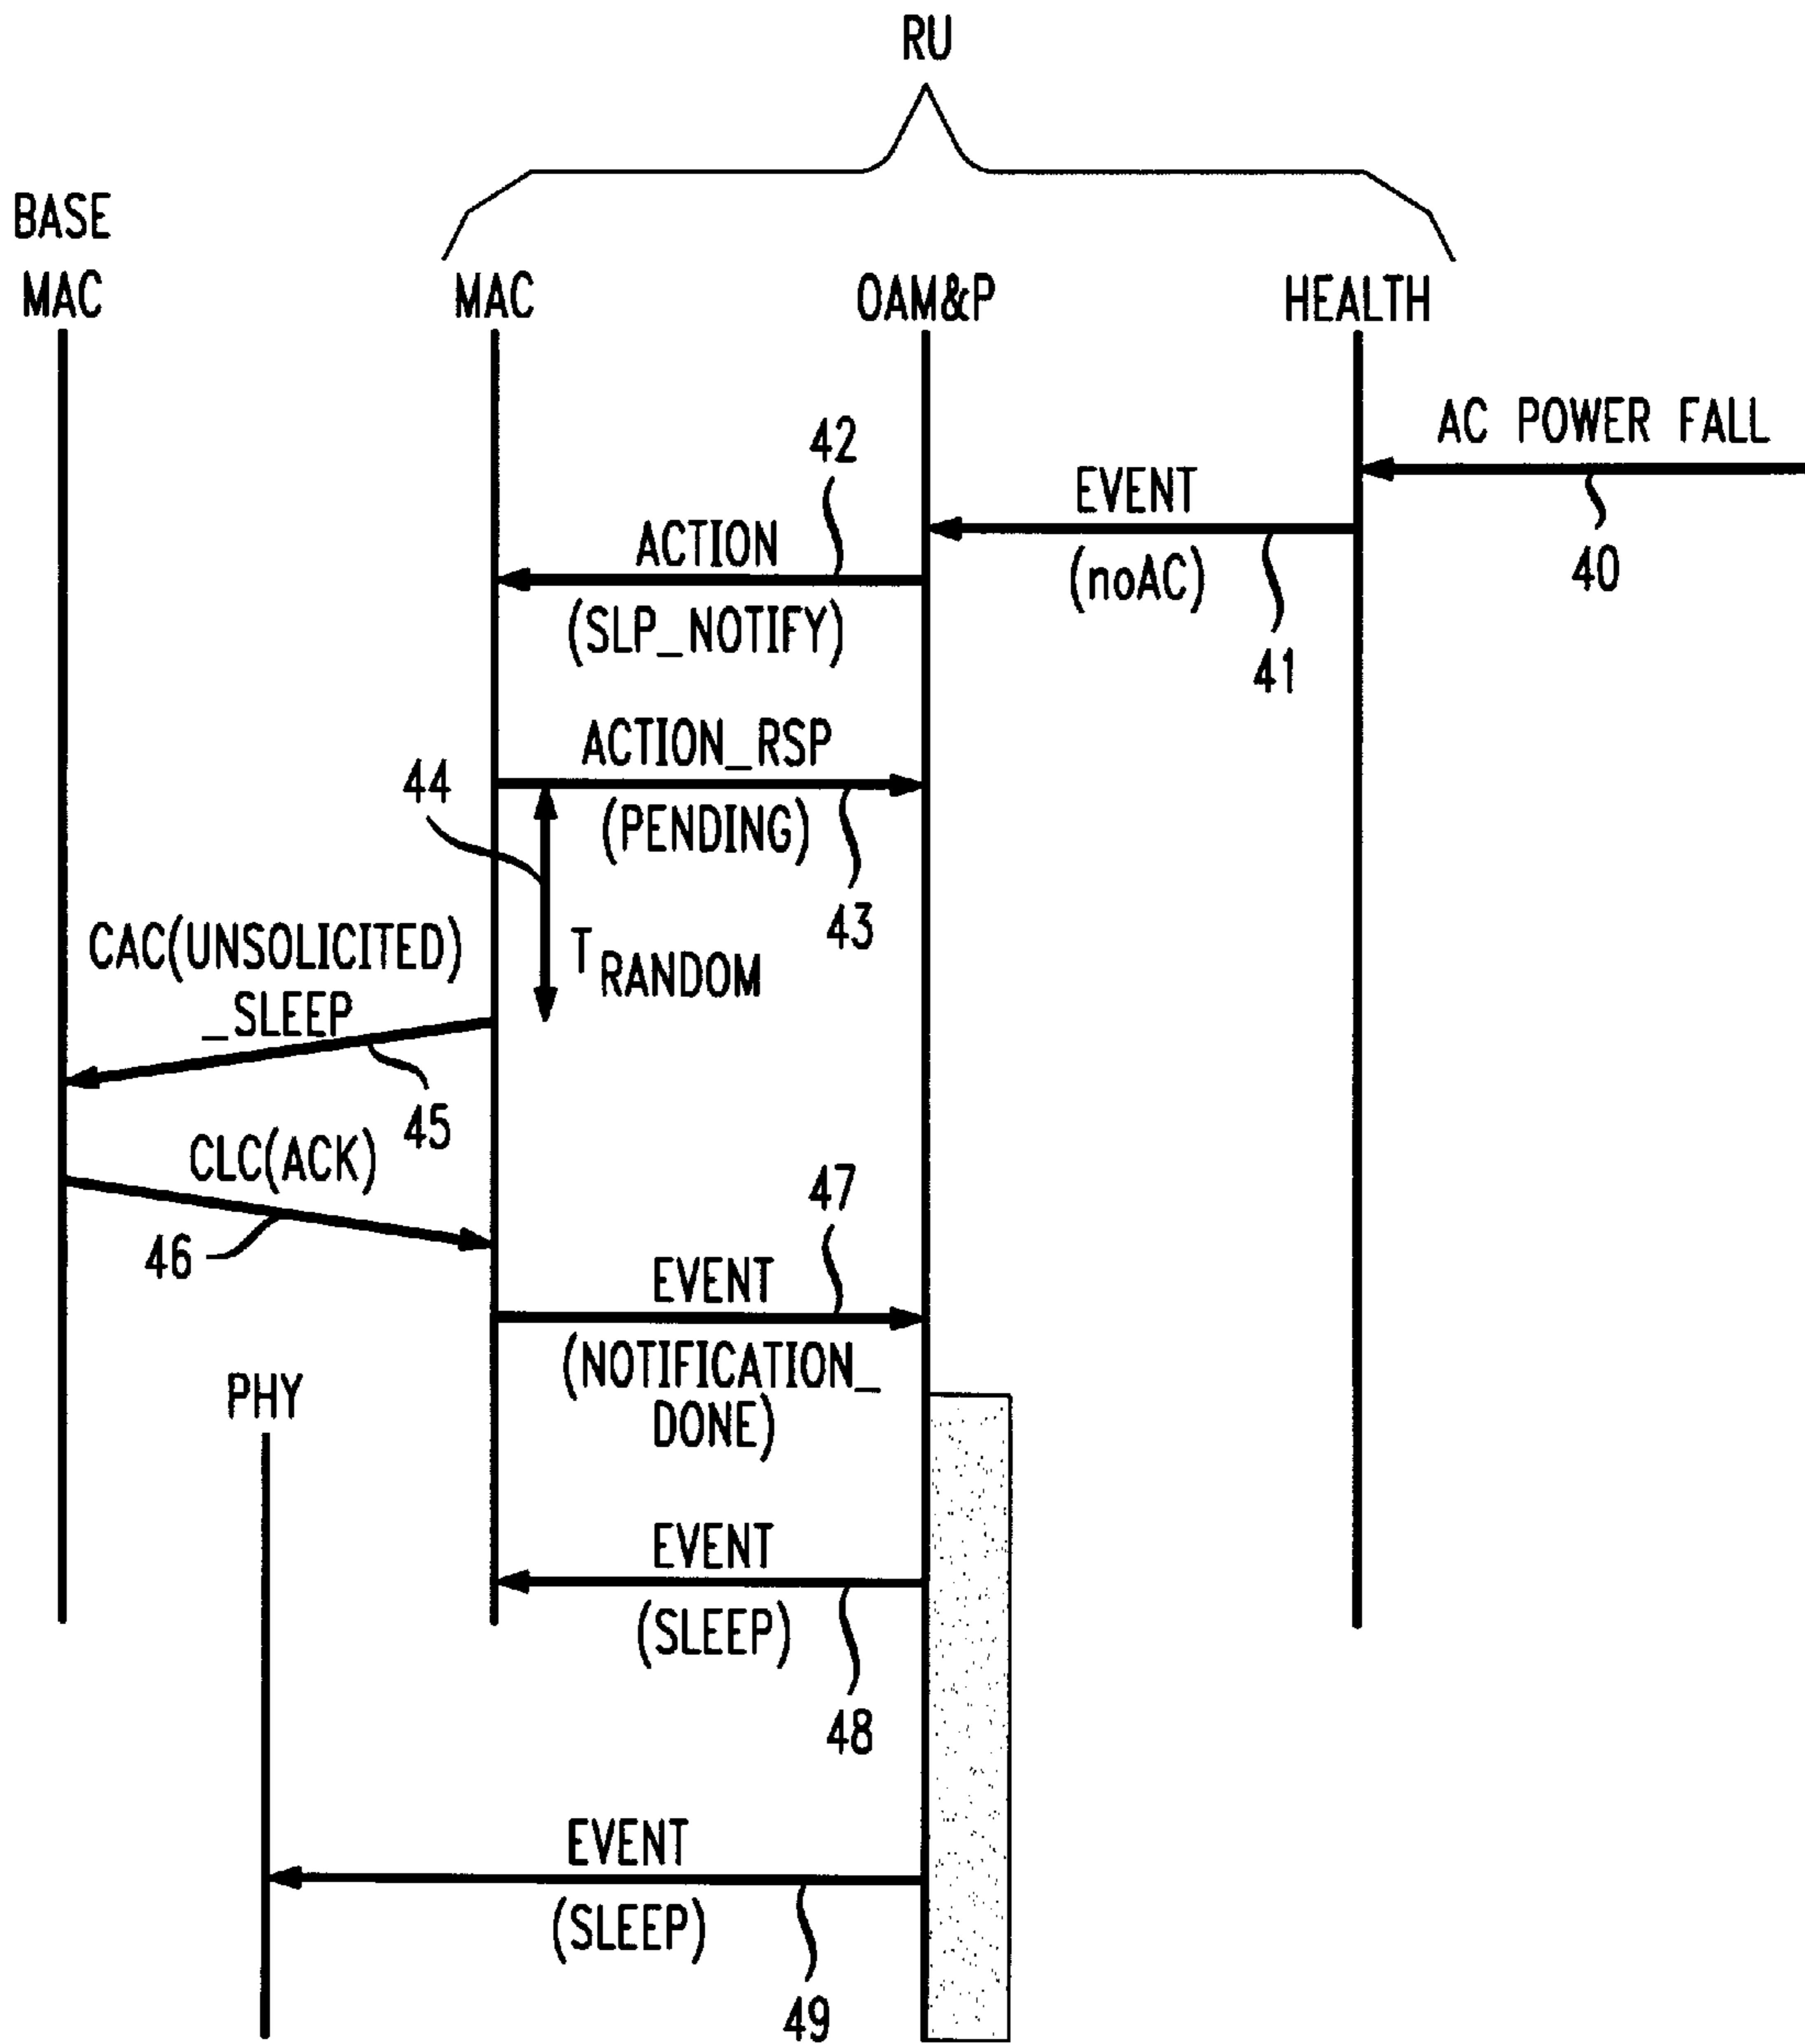 RU
BASE
MAC
MAC
OAM&P
HEALTH
AC POWER FALL
40
42
EVENT
(noAC)
41
ACTION
(SLP_NOTIFY)
ACTION_RSP
(PENDING)
43
44
T RANDOM
CAC(UNSOLICITED)
_SLEEP
45
CLC(ACK)
46
47
EVENT
(NOTIFICATION_
DONE)
PHY
EVENT
(SLEEP)
48
EVENT
(SLEEP)
49